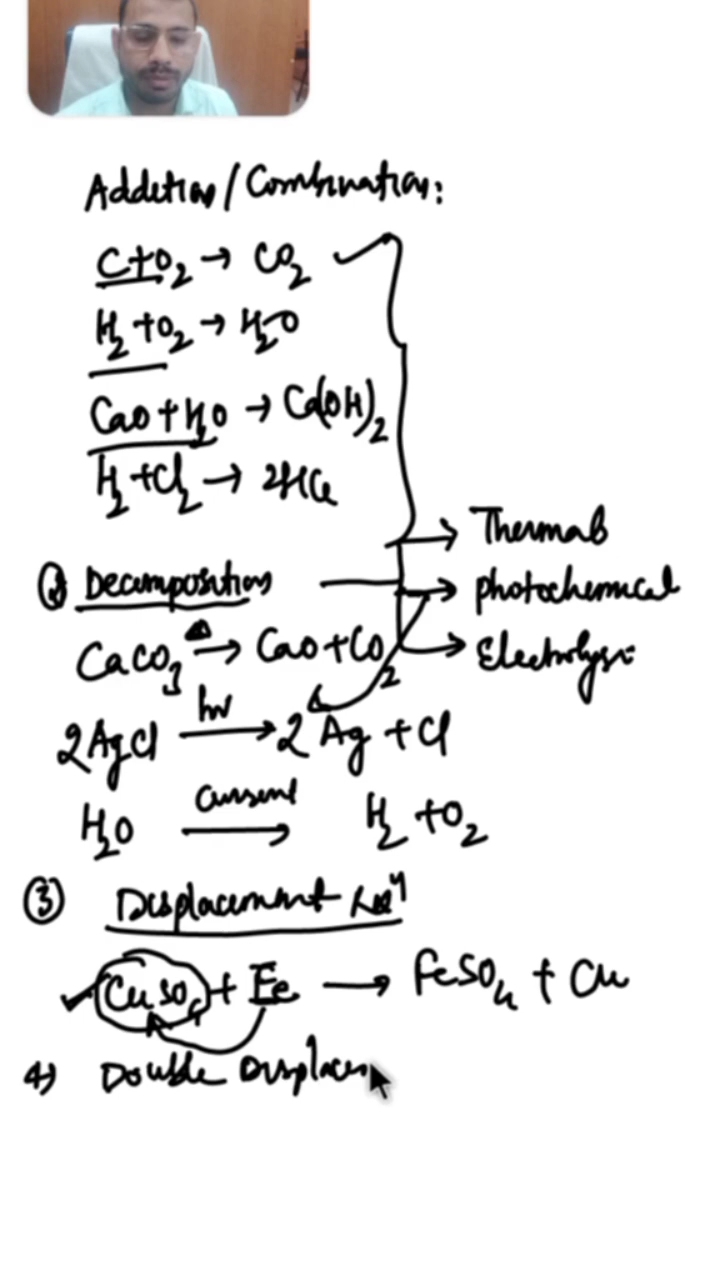 Addition/Combination:
C+O₂ → CO₂
H₂+O₂ → H₂O
CaO+H₂O → Ca(OH)₂
H₂+Cl₂ → 2HCl
Thermal
② Decomposition
photochemical
CaCO₃ Δ→ CaO+CO₂
Electrolysis
2AgCl hν→ 2Ag+Cl
H₂O current→ H₂+O₂
③ Displacement Rxⁿ
CuSO₄+Fe → FeSO₄+Cu
4) Double Displacem